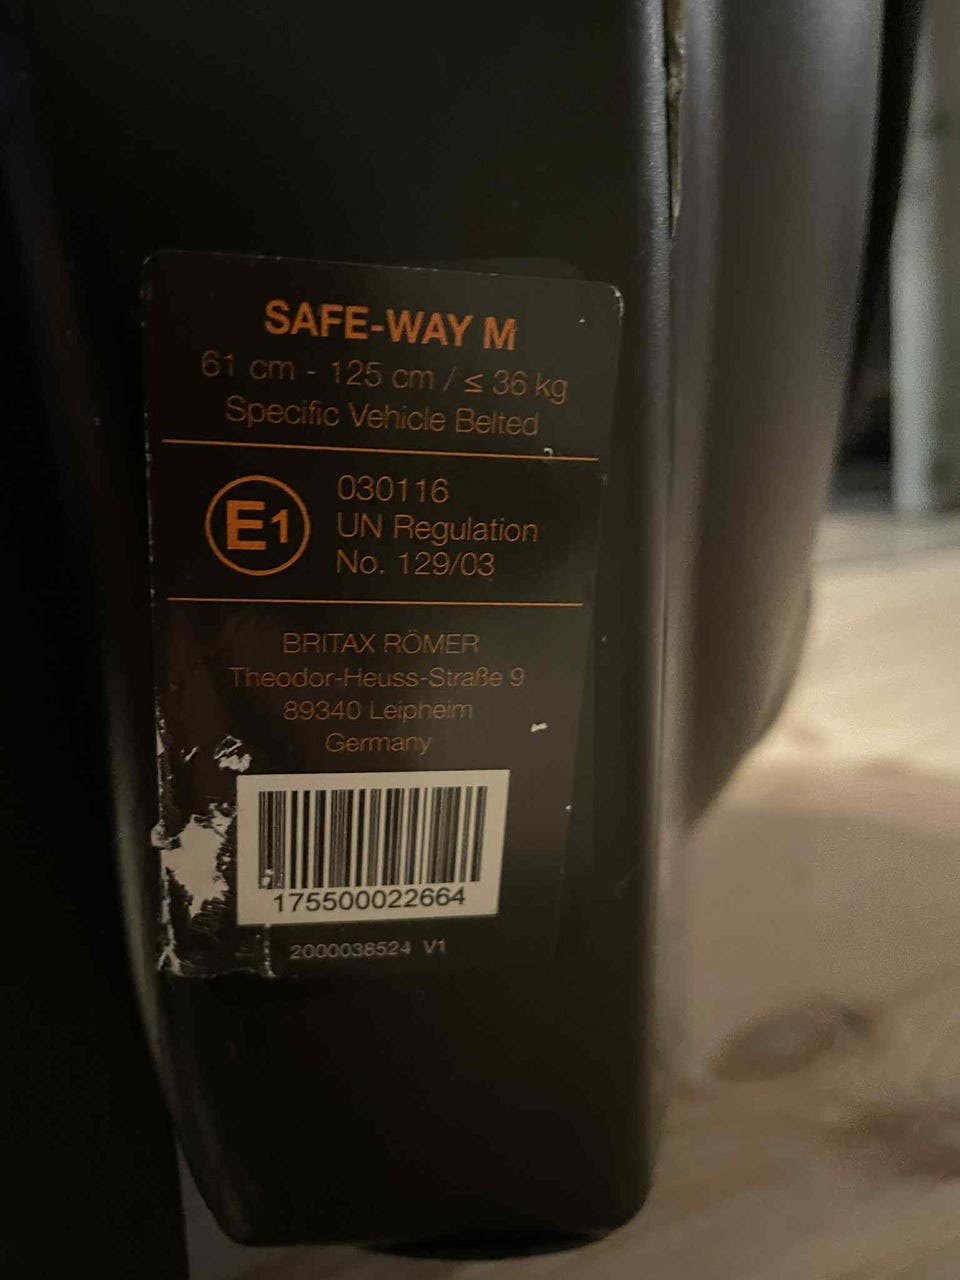 SAFE-WAY M
61 cm - 125 cm / ≤ 36 kg
Specific Vehicle Belted
E1
030116
UN Regulation
No. 129/03
BRITAX RÖMER
Theodor-Heuss-Straße 9
89340 Leipheim
Germany
175500022664
2000038524 V1